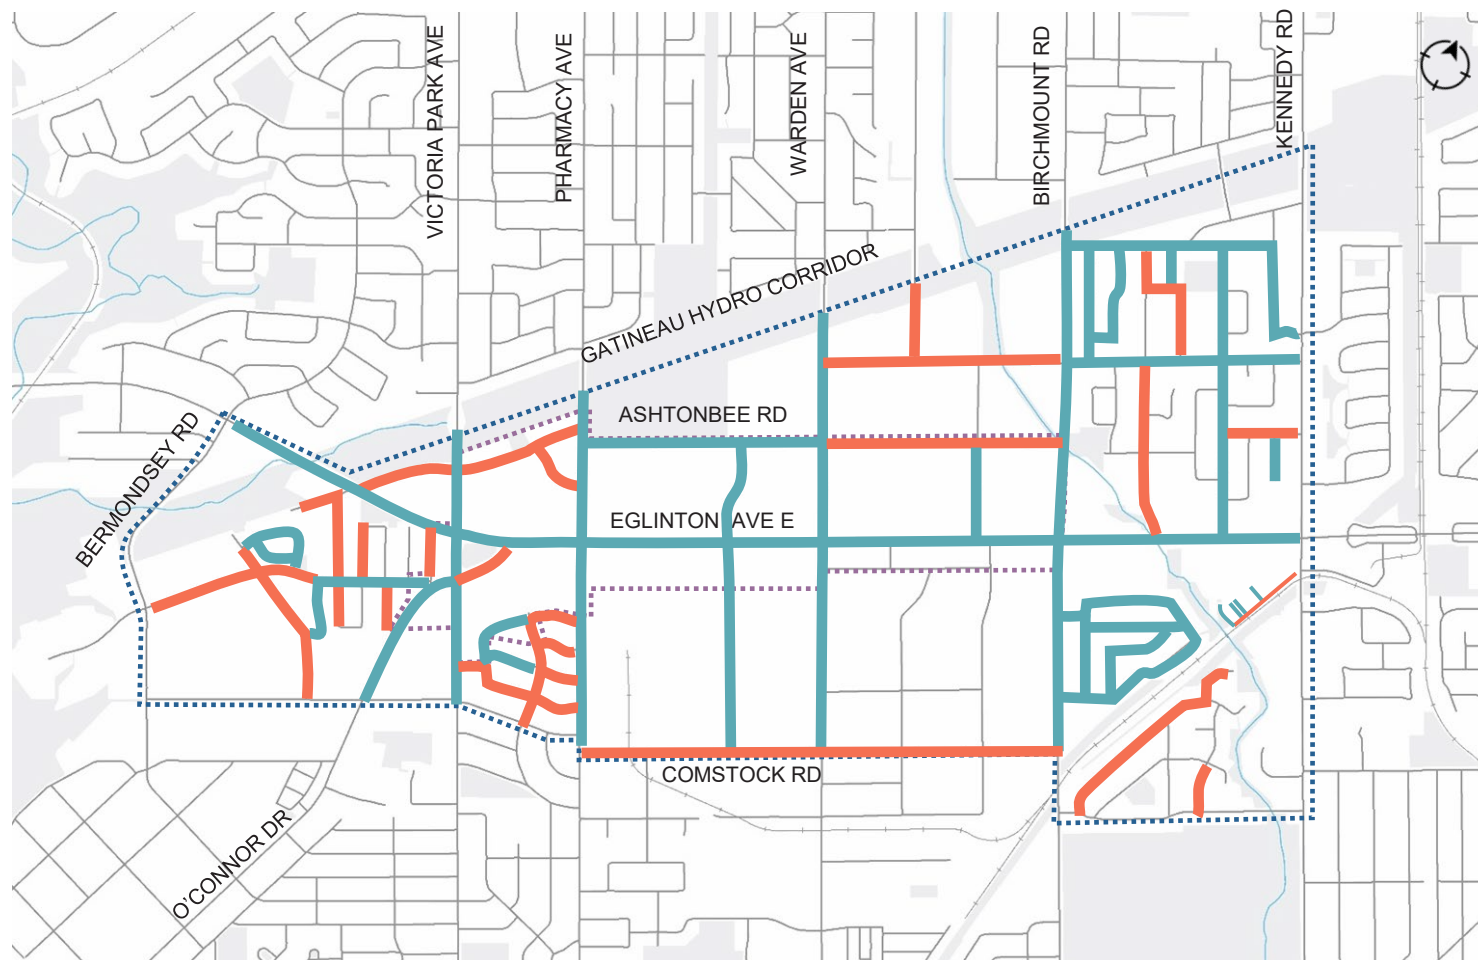 VICTORIA PARK AVE
PHARMACY AVE
WARDEN AVE
BIRCHMOUNT RD
KENNEDY RD
GATINEAU HYDRO CORRIDOR
BERMONDSEY RD
ASHTONBEE RD
EGLINTON AVE E
COMSTOCK RD
O'CONNOR DR